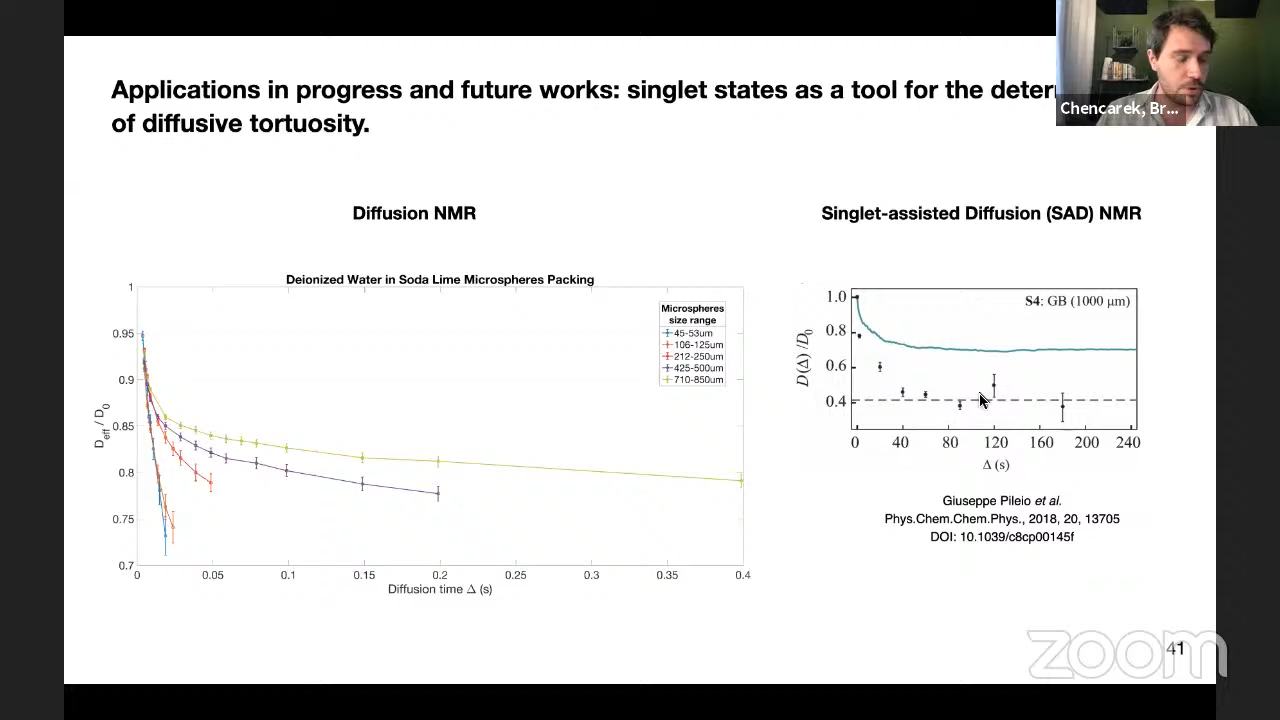 Applications in progress and future works: singlet states as a tool for the deter
of diffusive tortuosity.
Chencarek, Br...
Diffusion NMR
Deionized Water in Soda Lime Microspheres Packing
1
0.95
0.9
0.85
0.8
0.75
0.7
Deff / D0
0
0.05
0.1
0.15
0.2
0.25
0.3
0.35
0.4
Diffusion time Δ (s)
Microspheres
size range
45-53um
106-125um
212-250um
425-500um
710-850um
Singlet-assisted Diffusion (SAD) NMR
S4: GB (1000 μm)
1.0
0.8
0.6
0.4
D(Δ) /D0
0
40
80
120
160
200
240
Δ (s)
Giuseppe Pileio et al.
Phys.Chem.Chem.Phys., 2018, 20, 13705
DOI: 10.1039/c8cp00145f
41
zoom